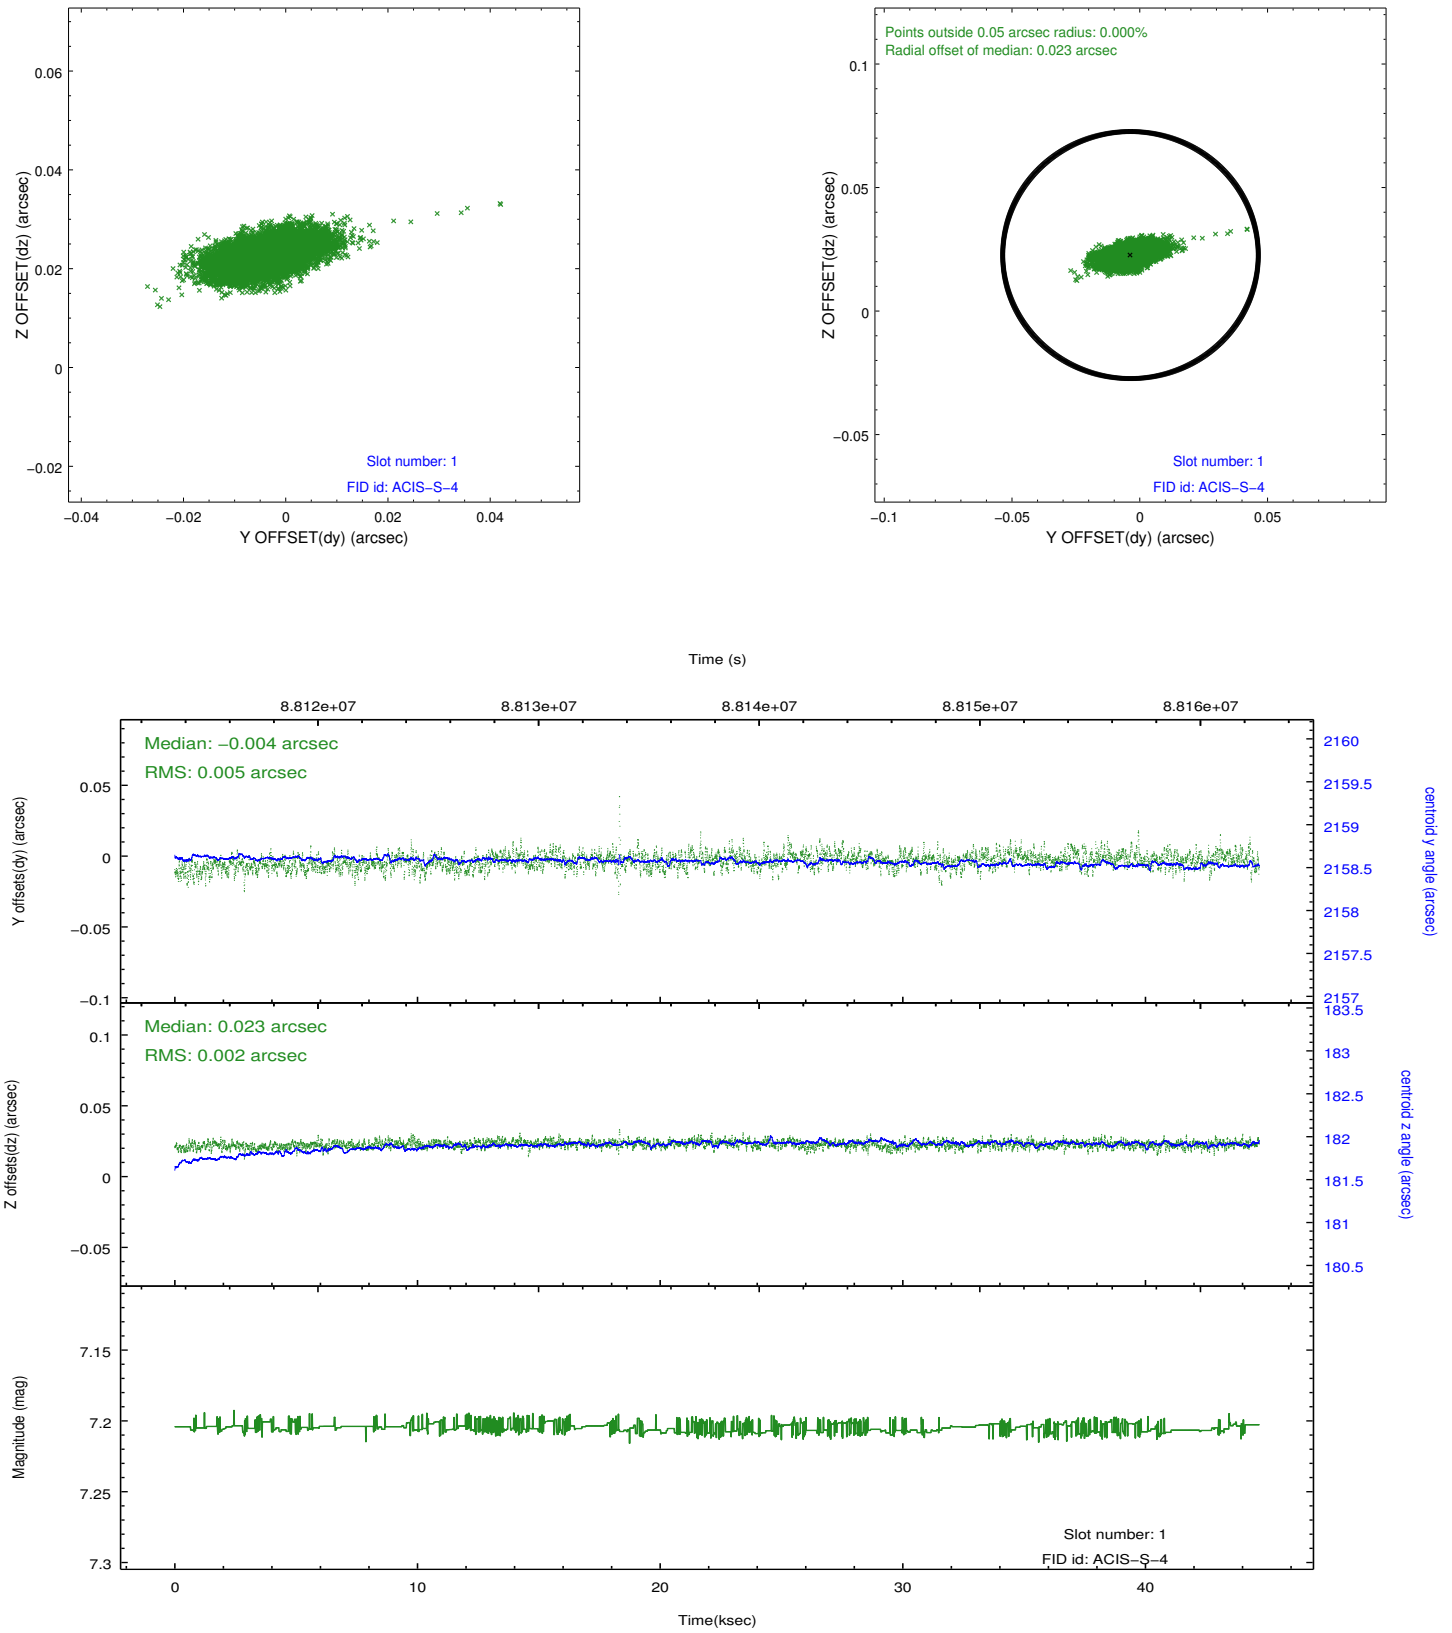 0.06
0.04
0.02
0
−0.02
Z OFFSET(dz) (arcsec)
Slot number: 1
FID id: ACIS−S−4
−0.04
−0.02
0
0.02
0.04
Y OFFSET(dy) (arcsec)
Points outside 0.05 arcsec radius: 0.000%
Radial offset of median: 0.023 arcsec
0.1
0.05
0
−0.05
Z OFFSET(dz) (arcsec)
Slot number: 1
FID id: ACIS−S−4
−0.1
−0.05
0
0.05
Y OFFSET(dy) (arcsec)
Time (s)
8.812e+07
8.813e+07
8.814e+07
8.815e+07
8.816e+07
Median: −0.004 arcsec
RMS: 0.005 arcsec
0.05
0
−0.05
−0.1
Y offsets(dy) (arcsec)
2160
2159.5
2159
2158.5
2158
2157.5
2157
centroid y angle (arcsec)
Median: 0.023 arcsec
RMS: 0.002 arcsec
0.1
0.05
0
−0.05
Z offsets(dz) (arcsec)
183.5
183
182.5
182
181.5
181
180.5
centroid z angle (arcsec)
7.15
7.2
7.25
7.3
Magnitude (mag)
Slot number: 1
FID id: ACIS−S−4
0
10
20
30
40
Time(ksec)